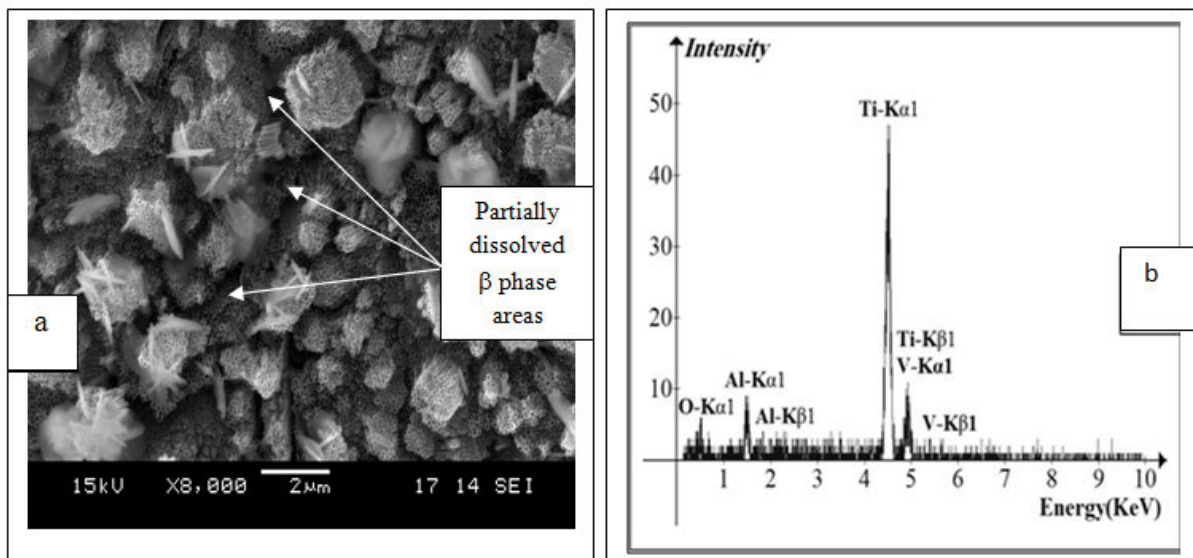 Partially
dissolved
β phase
areas
a
15kV X8,000 2μm 17 14 SEI
Intensity
50
40
30
20
10
Ti-Kα1
Ti-Kβ1
V-Kα1
Al-Kα1
O-Kα1
Al-Kβ1
V-Kβ1
1 2 3 4 5 6 7 8 9 10
Energy(KeV)
b